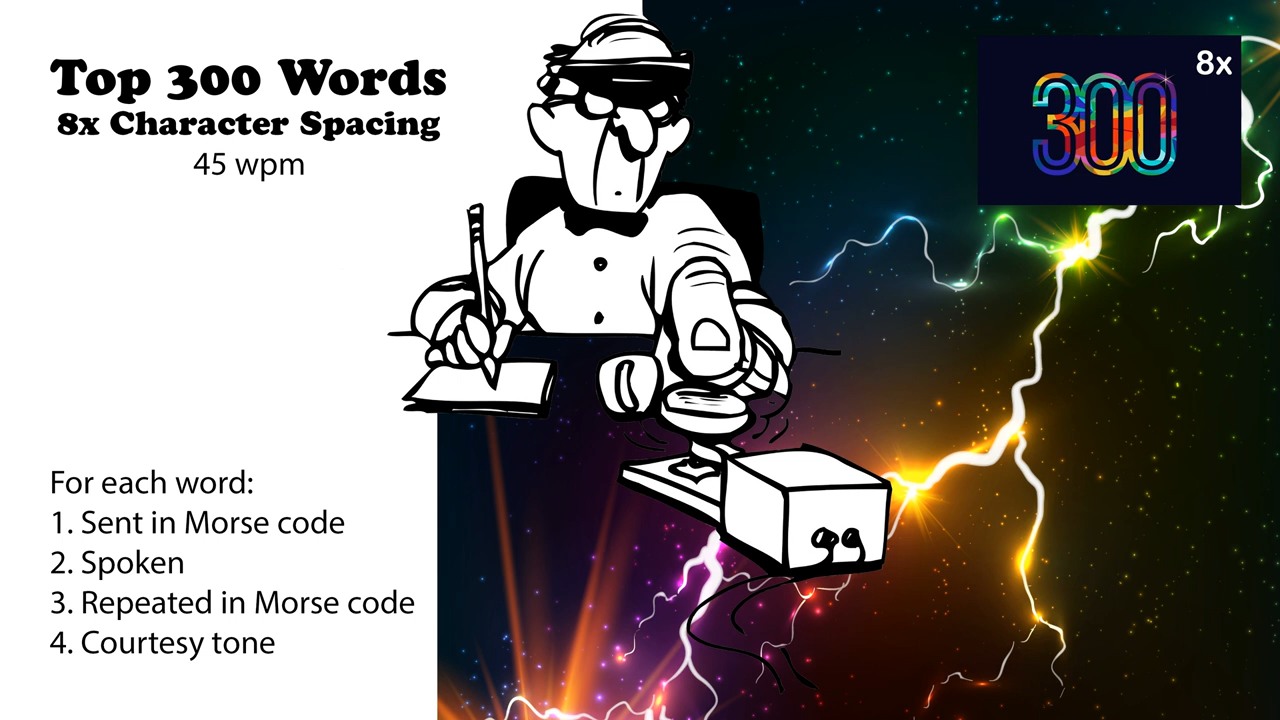 Top 300 Words
8x Character Spacing
45 wpm
8x
300
For each word:
1. Sent in Morse code
2. Spoken
3. Repeated in Morse code
4. Courtesy tone